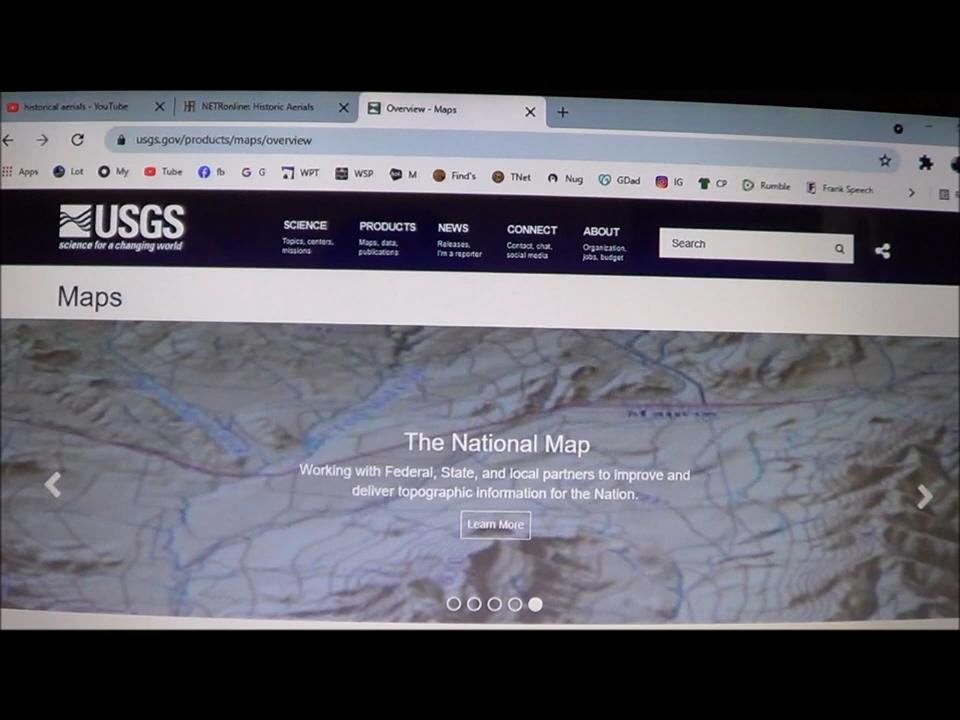 historical aerials - YouTube
NETRonline: Historic Aerials
Overview - Maps
usgs.gov/products/maps/overview
Apps Lot My Tube fb G WPT WSP M Find's TNet Nug GDad IG CP Rumble Frank Speech
USGS
science for a changing world
SCIENCE
Topics, centers,
missions
PRODUCTS
Maps, data,
publications
NEWS
Releases,
I'm a reporter
CONNECT
Contact, chat,
social media
ABOUT
Organization,
jobs, budget
Search
Maps
The National Map
Working with Federal, State, and local partners to improve and
deliver topographic information for the Nation.
Learn More